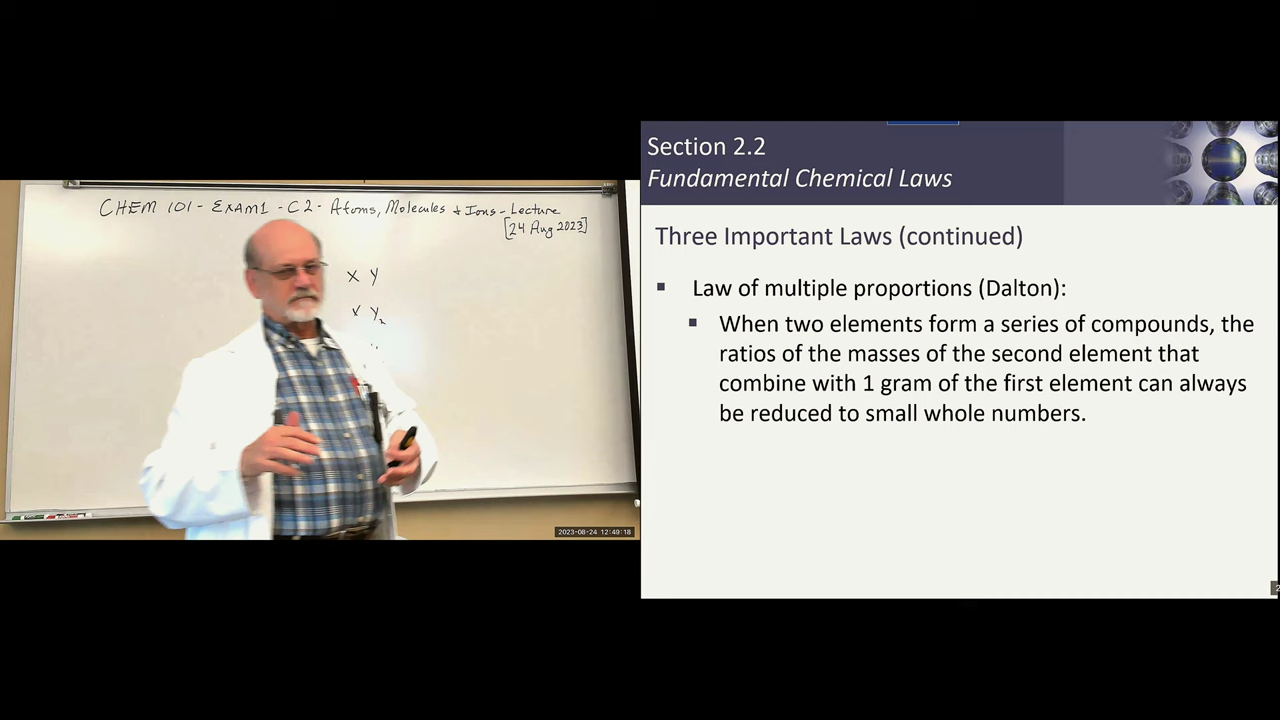 CHEM 101 - EXAM1 - C2 - Atoms, Molecules & Ions - Lecture
[24 Aug 2023]
X Y
X Y₂
2023-08-24 12:49:18
Section 2.2
Fundamental Chemical Laws
Three Important Laws (continued)
▪ Law of multiple proportions (Dalton):
▪ When two elements form a series of compounds, the
ratios of the masses of the second element that
combine with 1 gram of the first element can always
be reduced to small whole numbers.